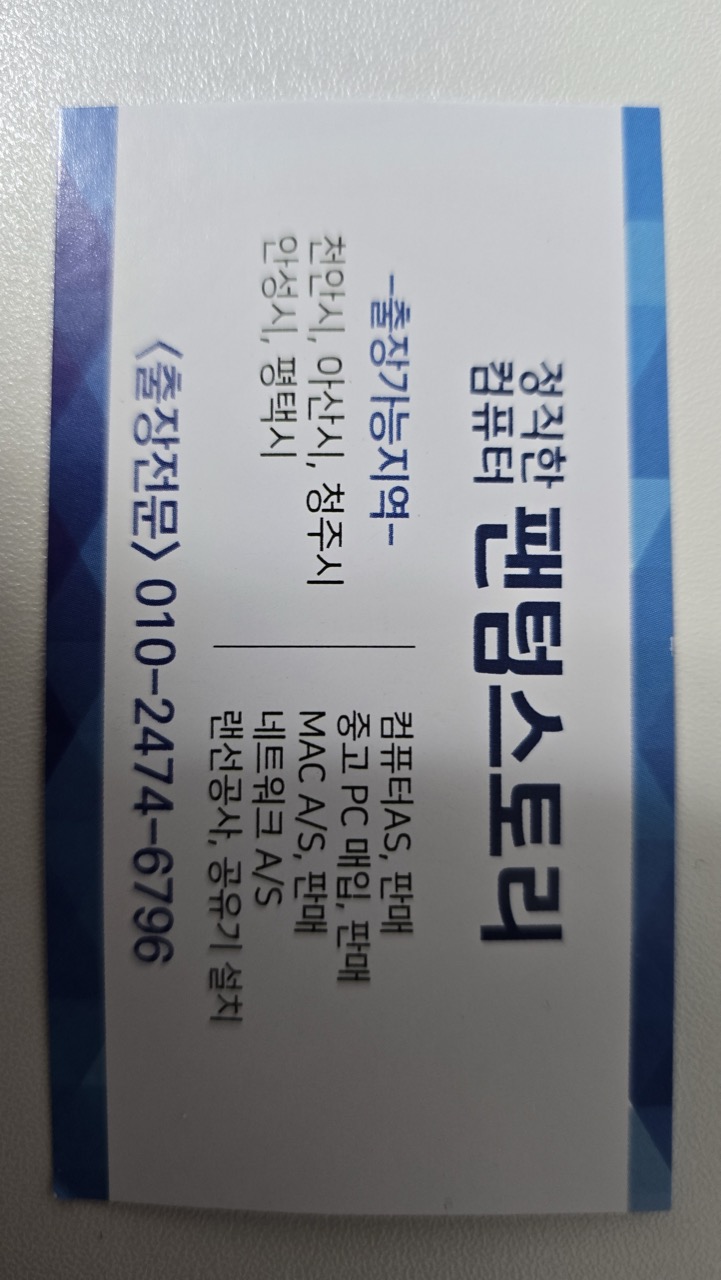 정직한
컴퓨터
팬텀스토리
-출장가능지역-
천안시, 아산시, 청주시
안성시, 평택시
컴퓨터AS, 판매
중고 PC 매입, 판매
MAC A/S, 판매
네트워크 A/S
랜선공사, 공유기 설치
<출장전문> 010-2474-6796